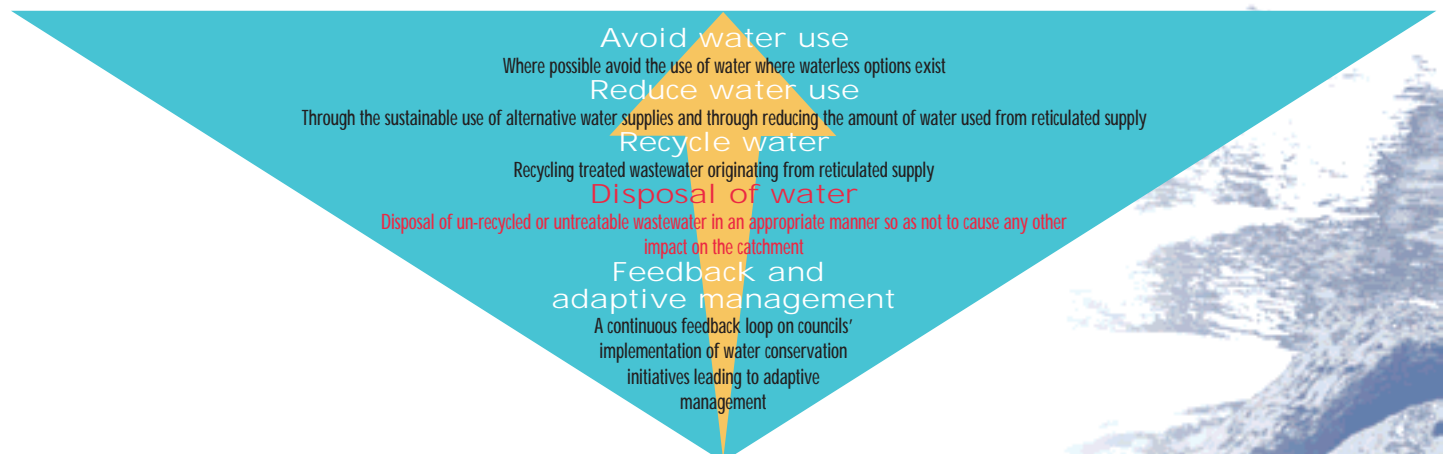 Avoid water use
Where possible avoid the use of water where waterless options exist
Reduce water use
Through the sustainable use of alternative water supplies and through reducing the amount of water used from reticulated supply
Recycle water
Recycling treated wastewater originating from reticulated supply
Disposal of water
Disposal of un-recycled or untreatable wastewater in an appropriate manner so as not to cause any other
impact on the catchment
Feedback and
adaptive management
A continuous feedback loop on councils'
implementation of water conservation
initiatives leading to adaptive
management